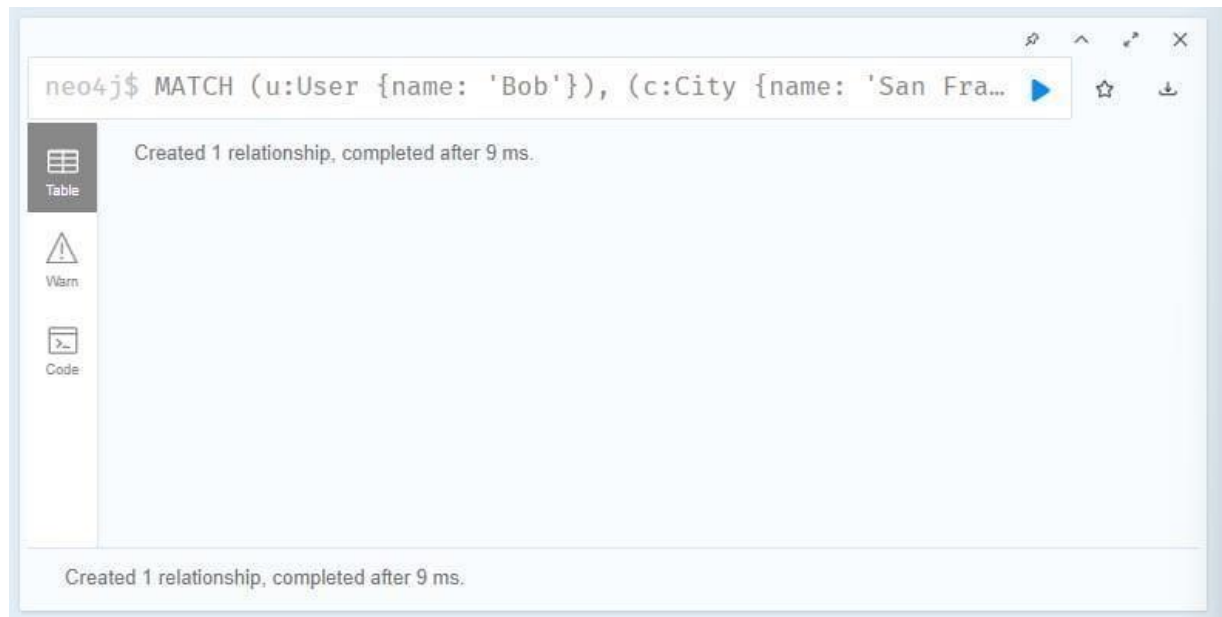 neo4j$ MATCH (u:User {name: 'Bob'}), (c:City {name: 'San Fra…
Table
Created 1 relationship, completed after 9 ms.
Warn
Code
Created 1 relationship, completed after 9 ms.